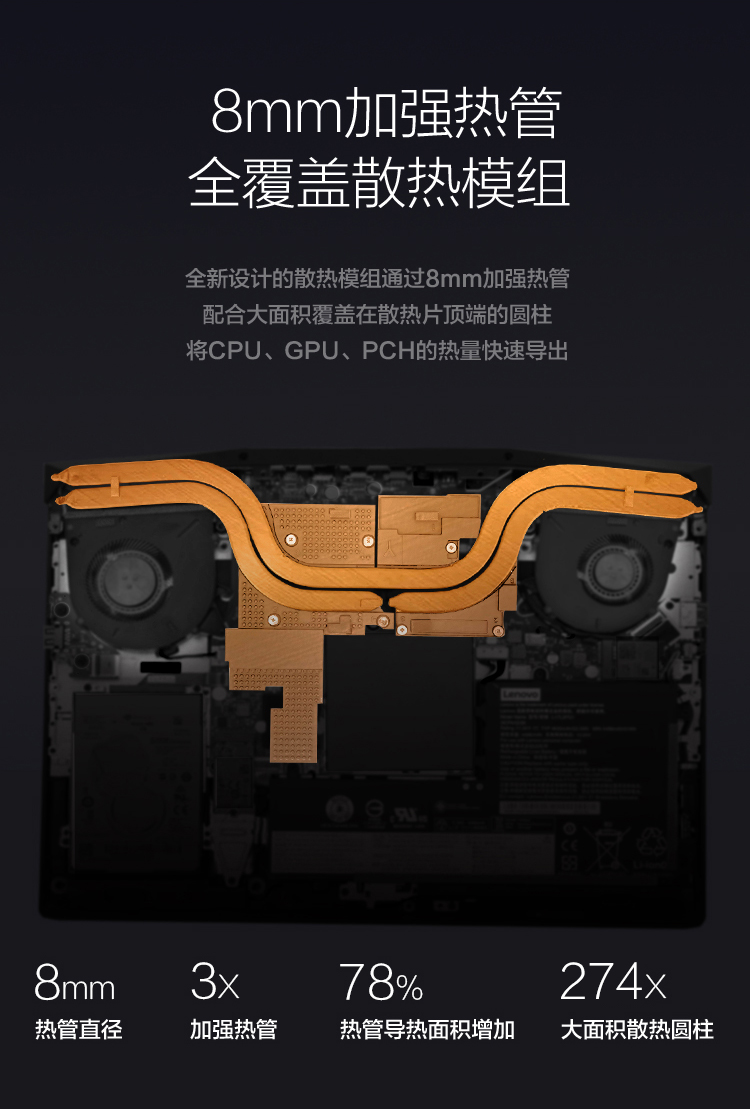 8mm加强热管
全覆盖散热模组
全新设计的散热模组通过8mm加强热管
配合大面积覆盖在散热片顶端的圆柱
将CPU、GPU、PCH的热量快速导出
Lenovo
8mm
3X
78%
274X
热管直径
加强热管
热管导热面积增加
大面积散热圆柱